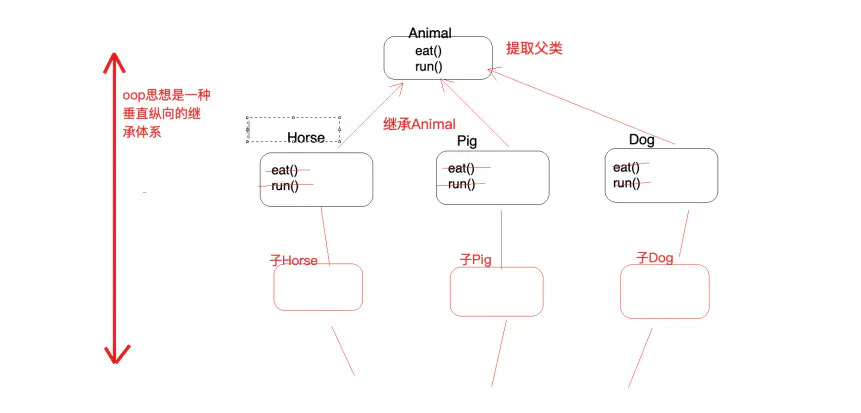 Animal
eat()
run()
提取父类
oop思想是一种
垂直纵向的继
承体系
继承Animal
Horse
eat()
run()
Pig
eat()
run()
Dog
eat()
run()
子Horse
子Pig
子Dog